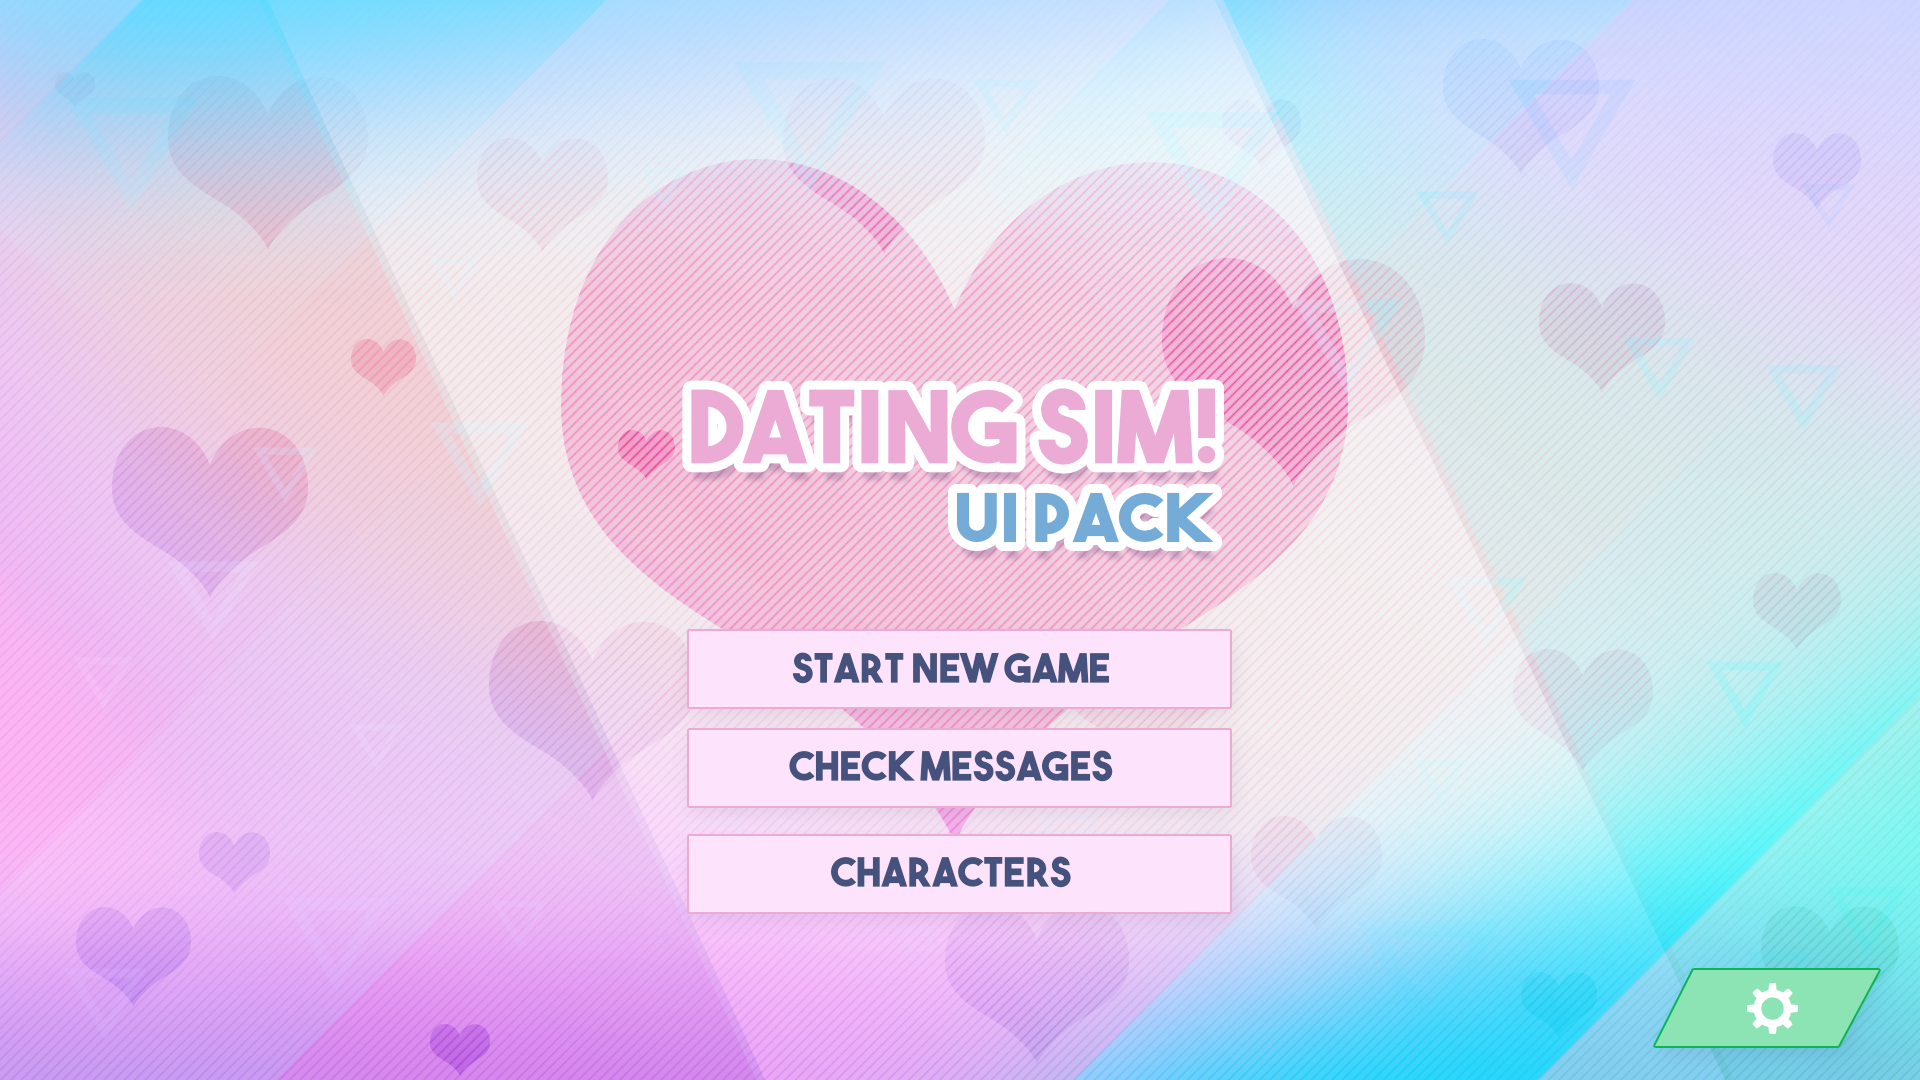 DATING SIM!
UI PACK
START NEW GAME
CHECK MESSAGES
CHARACTERS